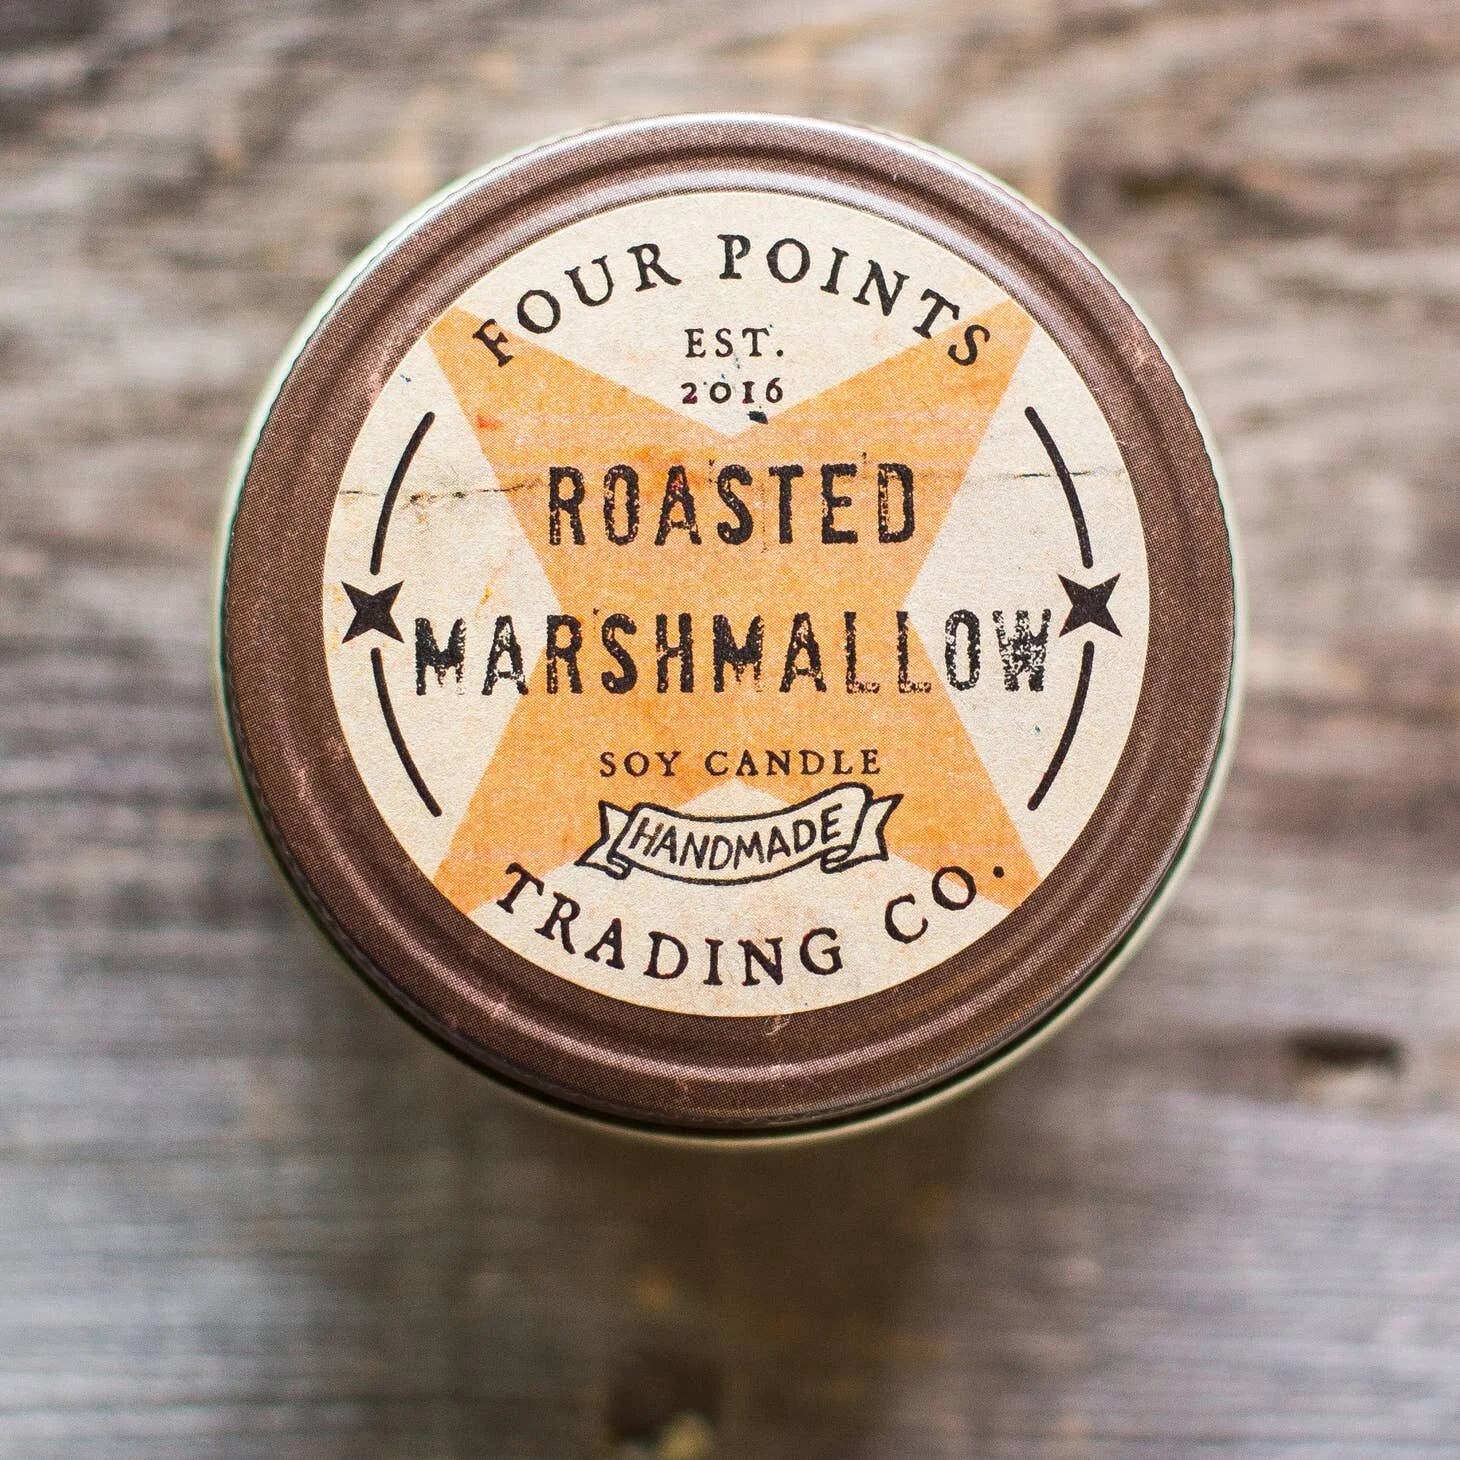 FOUR POINTS
EST.
2016
ROASTED
MARSHMALLOW
SOY CANDLE
HANDMADE
TRADING CO.